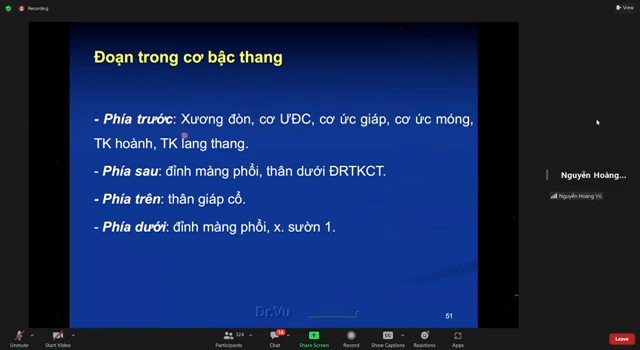 Recording
View
Đoạn trong cơ bậc thang
- Phía trước: Xương đòn, cơ ƯĐC, cơ ức giáp, cơ ức móng,
TK hoành, TK lang thang.
- Phía sau: đỉnh màng phổi, thân dưới ĐRTKCT.
- Phía trên: thân giáp cổ.
- Phía dưới: đỉnh màng phổi, x. sườn 1.
Nguyễn Hoàng...
Nguyễn Hoàng Vũ
Dr.Vu
51
Unmute
Start Video
324
Participants
14
Chat
Share Screen
Record
Show Captions
Reactions
Apps
Leave